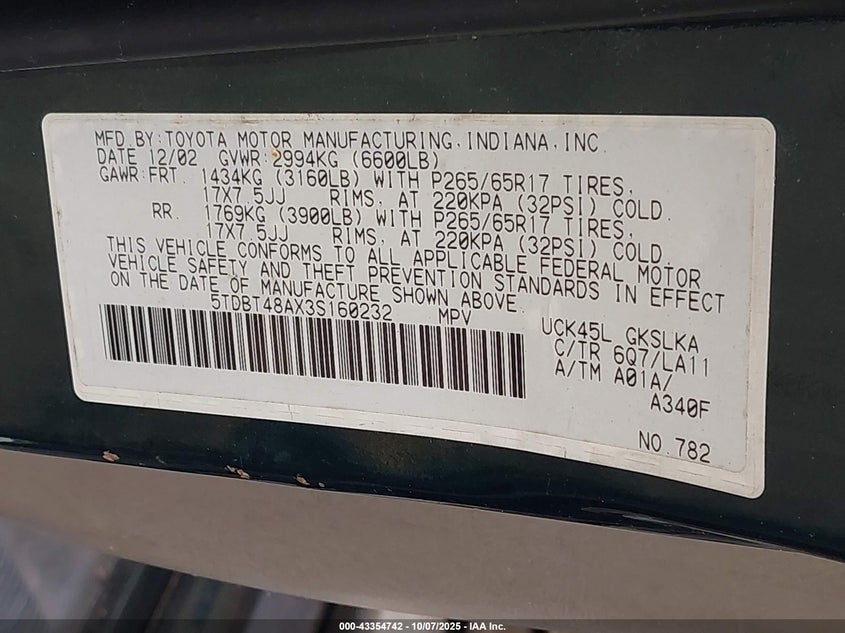 MFD.BY:TOYOTA MOTOR MANUFACTURING,INDIANA,INC.
DATE 12/02 GVWR:2994KG (6600LB)
GAWR:FRT. 1434KG (3160LB) WITH P265/65R17 TIRES,
17X7.5JJ RIMS, AT 220KPA (32PSI) COLD.
RR. 1769KG (3900LB) WITH P265/65R17 TIRES,
17X7.5JJ RIMS, AT 220KPA (32PSI) COLD.
THIS VEHICLE CONFORMS TO ALL APPLICABLE FEDERAL MOTOR
VEHICLE SAFETY AND THEFT PREVENTION STANDARDS IN EFFECT
ON THE DATE OF MANUFACTURE SHOWN ABOVE.
5TDBT48AX3S160232 MPV
UCK45L GKSLKA
C/TR 6Q7/LA11
A/TM A01A/
A340F
NO.782
000-43354742 - 10/07/2025 - IAA Inc.